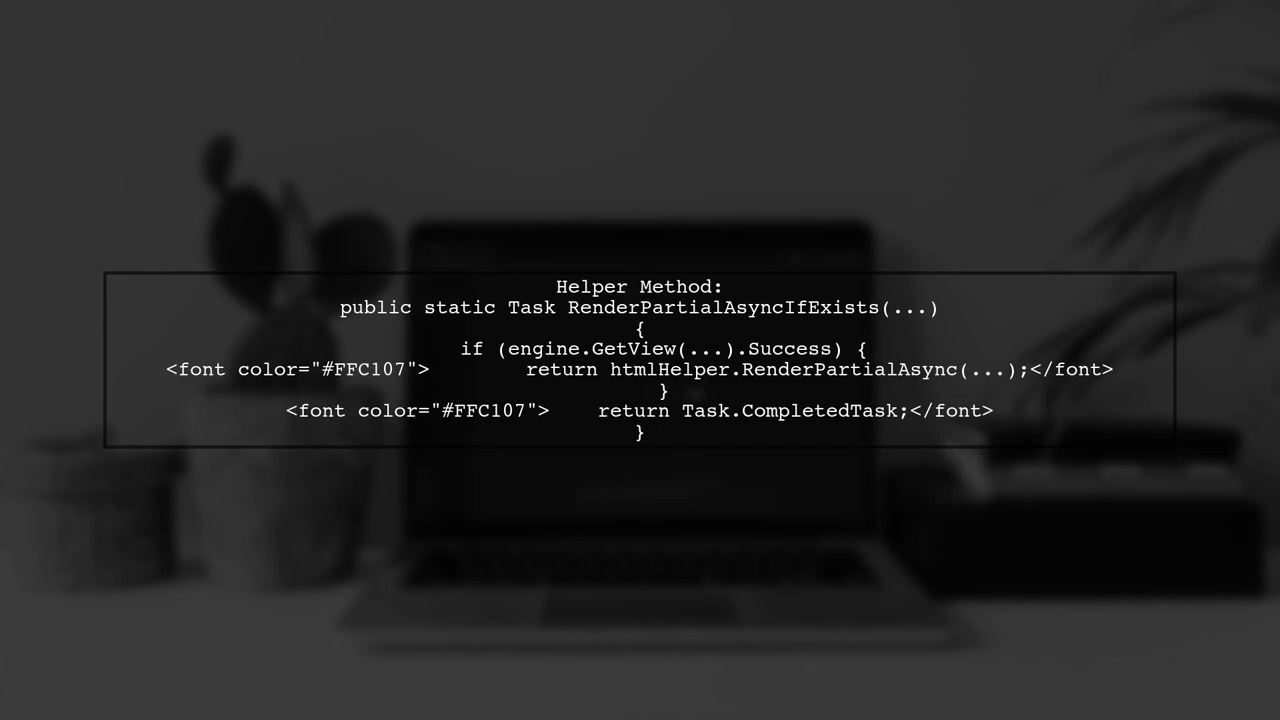 Helper Method:
public static Task RenderPartialAsyncIfExists(...)
{
if (engine.GetView(...).Success) {
<font color="#FFC107">        return htmlHelper.RenderPartialAsync(...);</font>
}
<font color="#FFC107">    return Task.CompletedTask;</font>
}